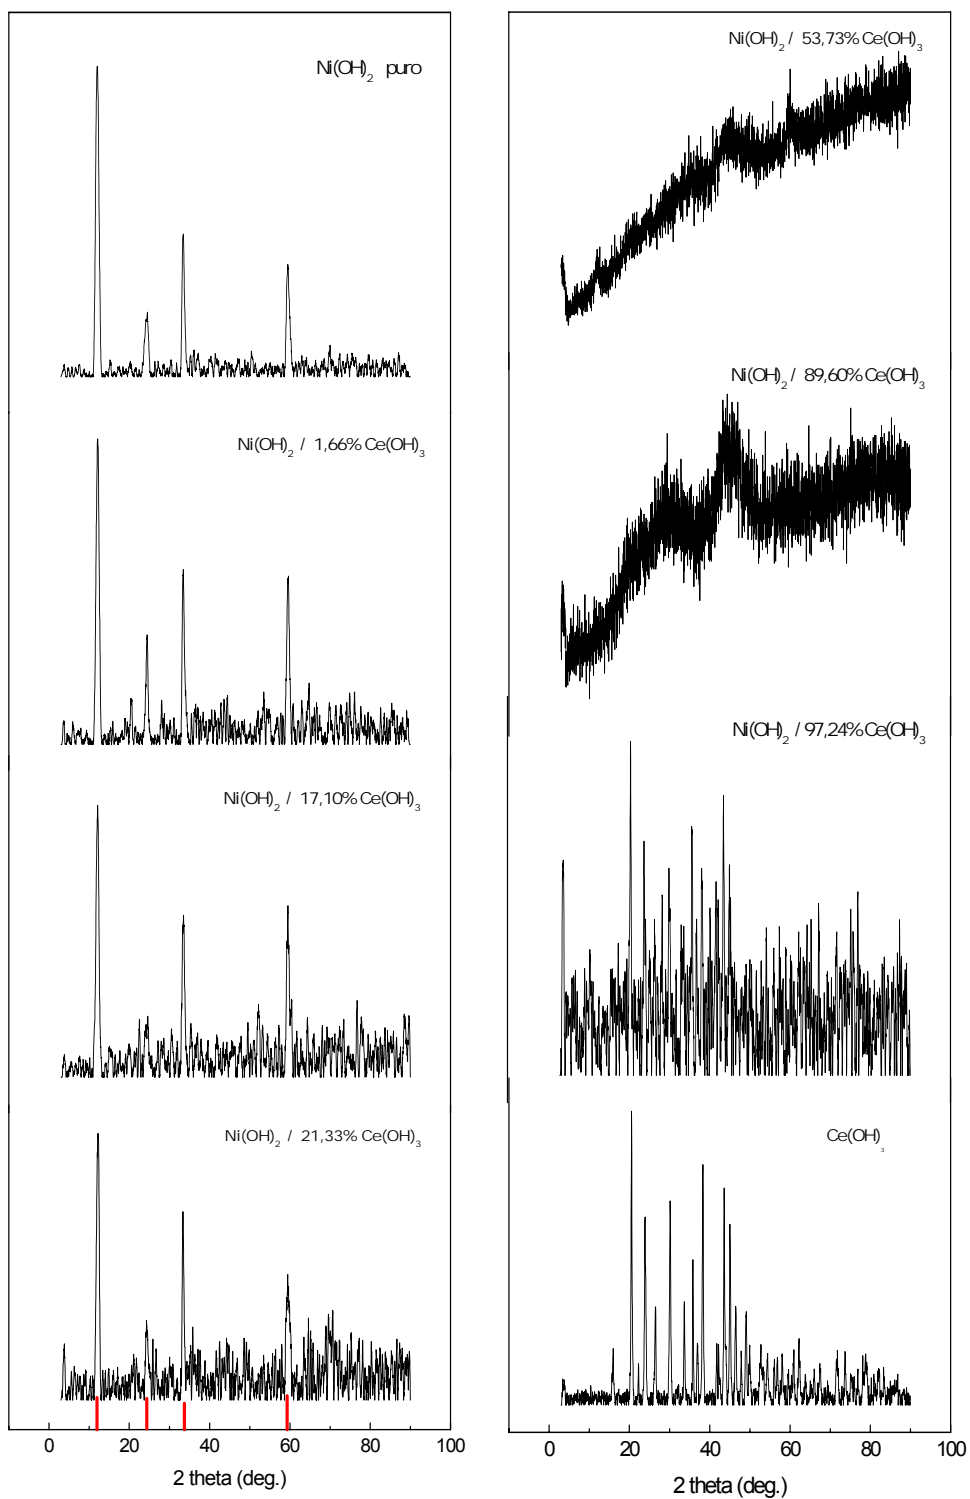 Ni(OH)₂ puro
Ni(OH)₂ / 1,66% Ce(OH)₃
Ni(OH)₂ / 17,10% Ce(OH)₃
Ni(OH)₂ / 21,33% Ce(OH)₃
0 20 40 60 80 100
2 theta (deg.)
Ni(OH)₂ / 53,73% Ce(OH)₃
Ni(OH)₂ / 89,60% Ce(OH)₃
Ni(OH)₂ / 97,24% Ce(OH)₃
Ce(OH)₃
0 20 40 60 80 100
2 theta (deg.)